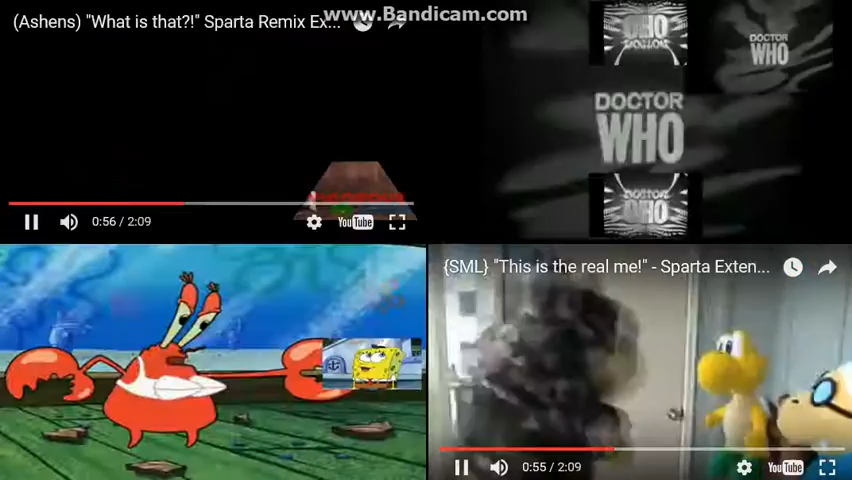 www.Bandicam.com
(Ashens) "What is that?!" Sparta Remix Ex...
0:56 / 2:09
YouTube
DOCTOR
WHO
DOCTOR
WHO
DOCTOR
WHO
DOCTOR
WHO
{SML} "This is the real me!" - Sparta Exten...
0:55 / 2:09
YouTube